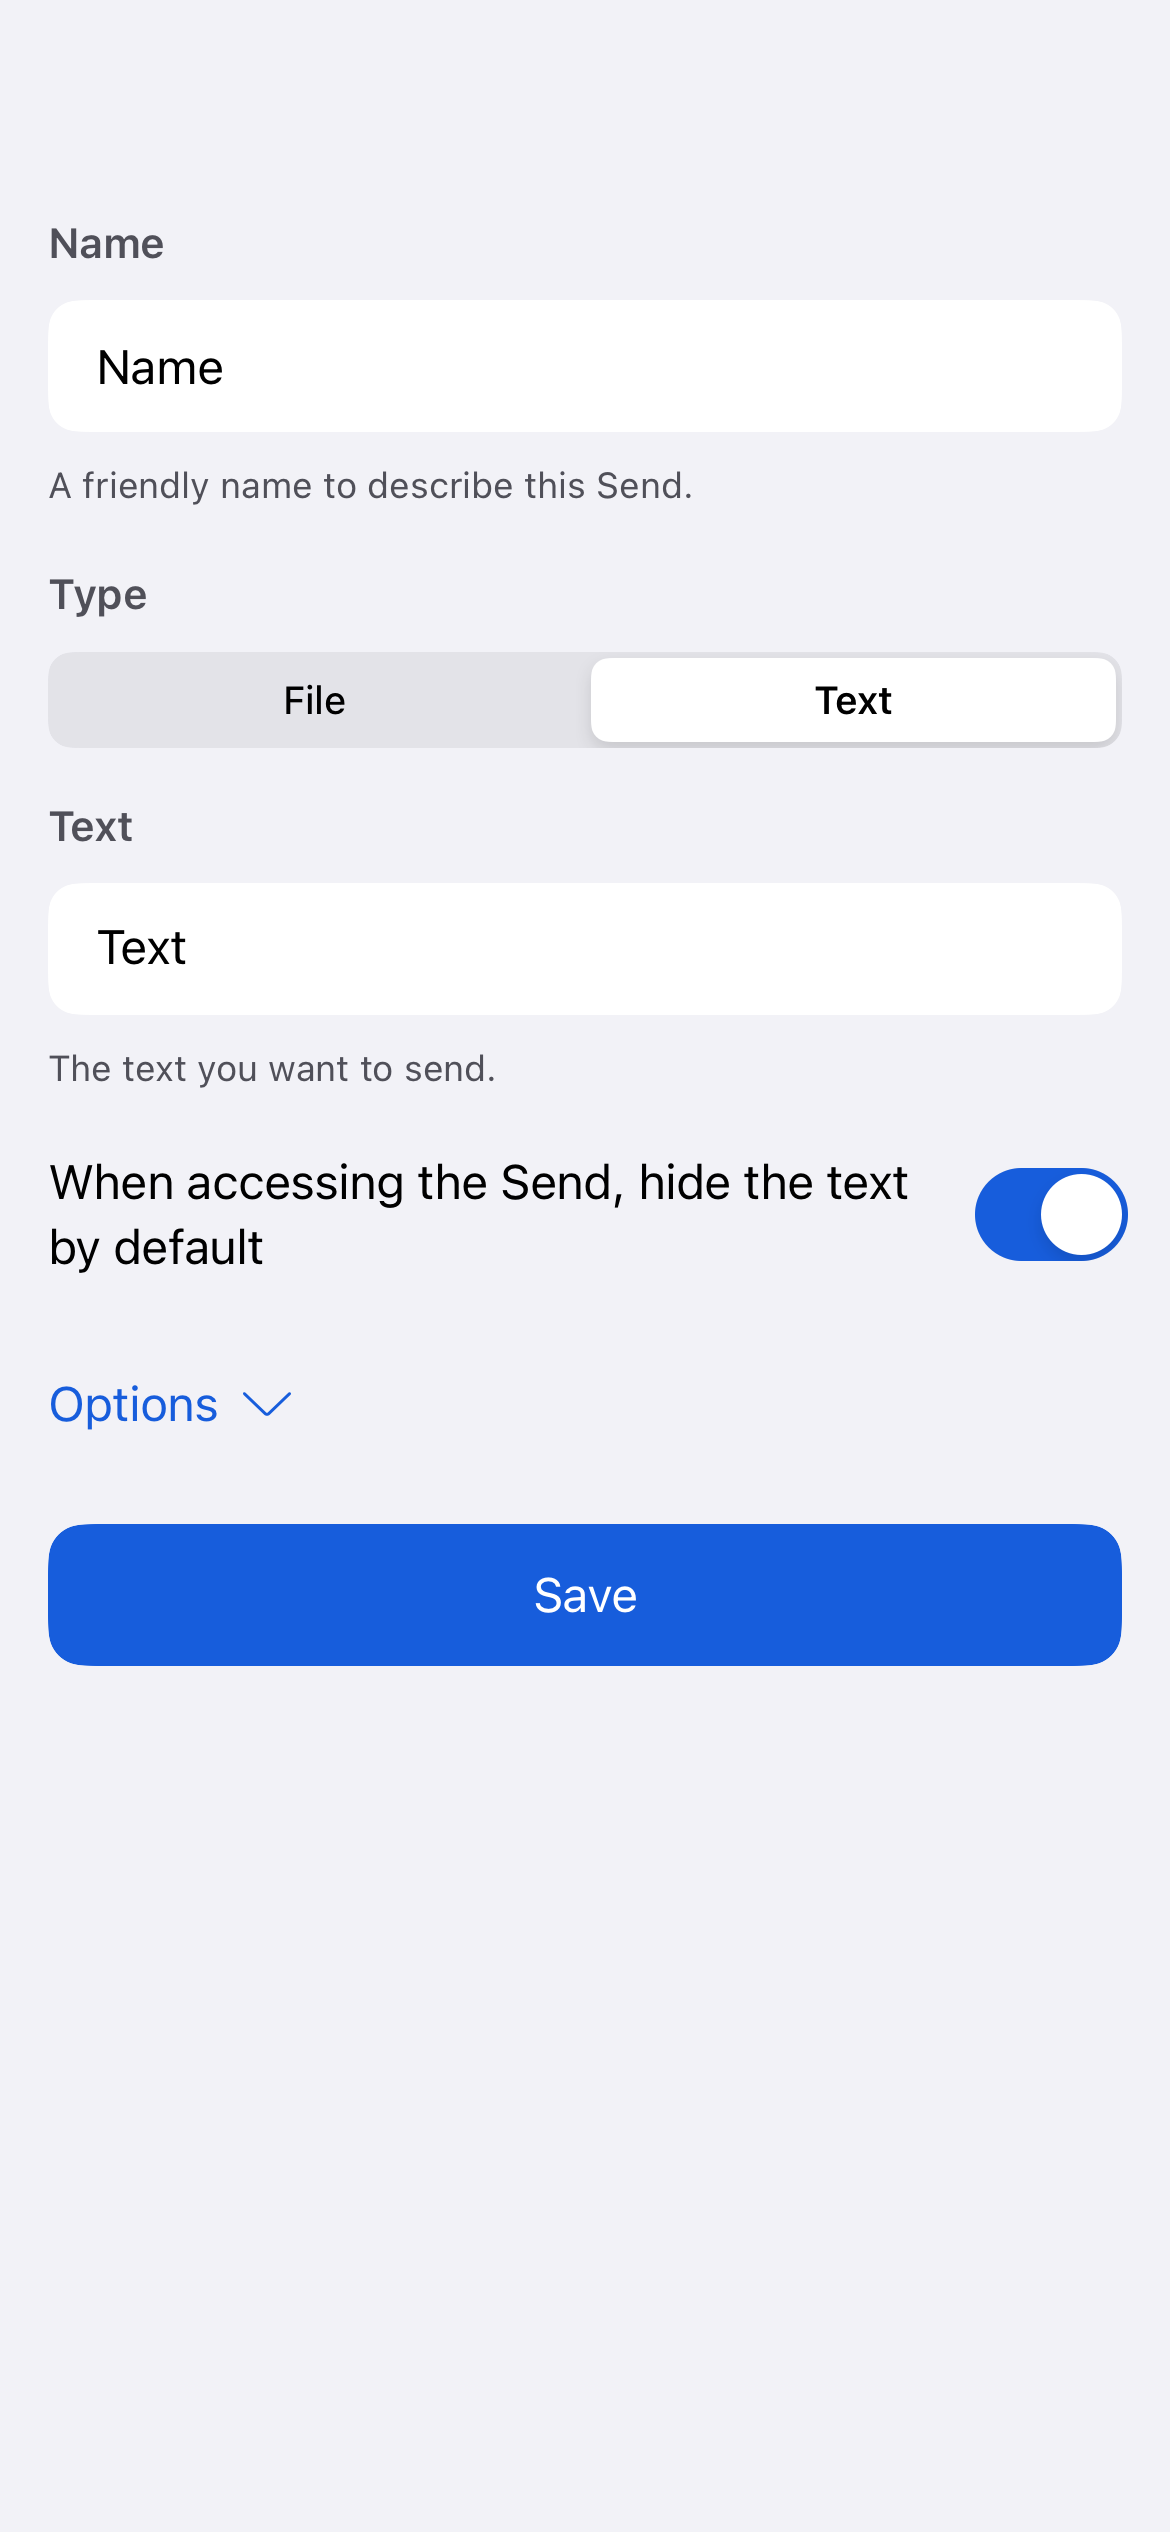 Name
Name
A friendly name to describe this Send.
Type
File Text
Text
Text
The text you want to send.
When accessing the Send, hide the text
by default
Options
Save